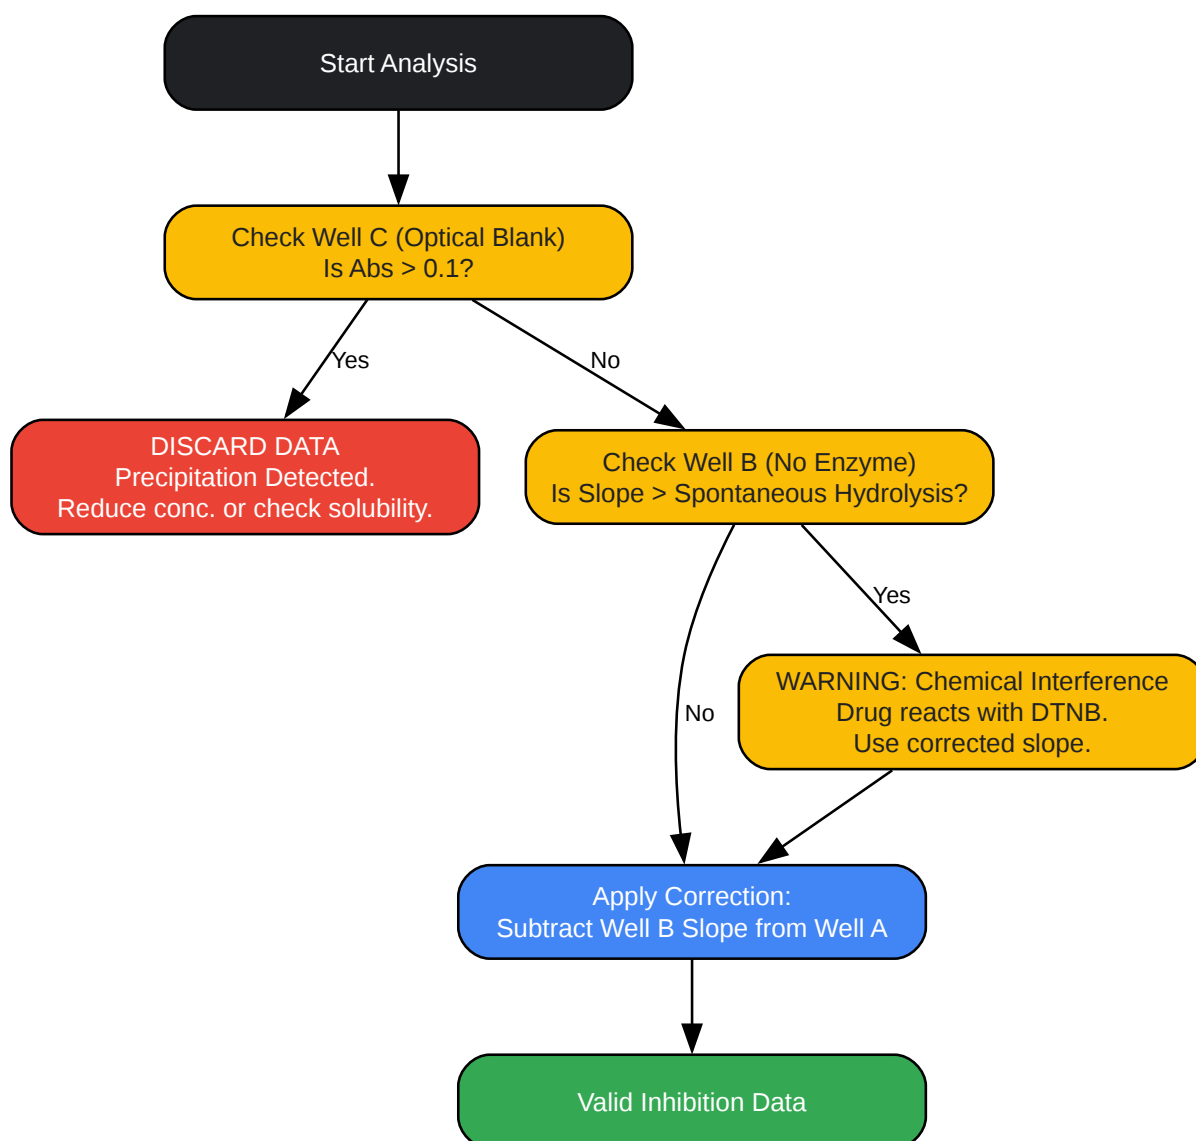 Start Analysis
Check Well C (Optical Blank)
Is Abs > 0.1?
Yes
No
DISCARD DATA
Precipitation Detected.
Reduce conc. or check solubility.
Check Well B (No Enzyme)
Is Slope > Spontaneous Hydrolysis?
Yes
No
WARNING: Chemical Interference
Drug reacts with DTNB.
Use corrected slope.
Apply Correction:
Subtract Well B Slope from Well A
Valid Inhibition Data